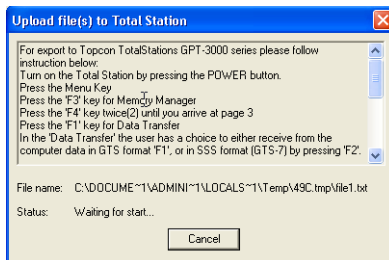 Upload file(s) to Total Station
For export to Topcon TotalStations GPT-3000 series please follow
instruction below:
Turn on the Total Station by pressing the POWER button.
Press the Menu Key
Press the 'F3' key for Memory Manager
Press the 'F4' key twice(2) until you arrive at page 3
Press the 'F1' key for Data Transfer
In the 'Data Transfer' the user has a choice to either receive from the
computer data in GTS format 'F1', or in SSS format (GTS-7) by pressing 'F2'.
File name: C:\DOCUME~1\ADMINI~1\LOCALS~1\Temp\49C.tmp\file1.txt
Status: Waiting for start...
Cancel